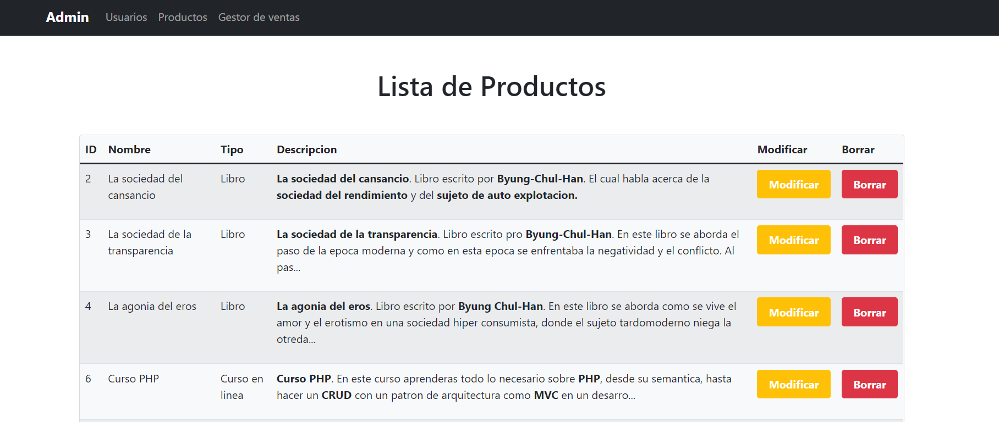 Admin Usuarios Productos Gestor de ventas
Lista de Productos
ID Nombre Tipo Descripcion Modificar Borrar
2 La sociedad del Libro La sociedad del cansancio. Libro escrito por Byung-Chul-Han. El cual habla acerca de la Modificar Borrar
cansancio sociedad del rendimiento y del sujeto de auto explotacion.
3 La sociedad de la Libro La sociedad de la transparencia. Libro escrito pro Byung-Chul-Han. En este libro se aborda el Modificar Borrar
transparencia paso de la epoca moderna y como en esta epoca se enfrentaba la negatividad y el conflicto. Al
pas...
4 La agonia del eros Libro La agonia del eros. Libro escrito por Byung Chul-Han. En este libro se aborda como se vive el Modificar Borrar
amor y el erotismo en una sociedad hiper consumista, donde el sujeto tardomoderno niega la
otreda...
6 Curso PHP Curso en Curso PHP. En este curso aprenderas todo lo necesario sobre PHP, desde su semantica, hasta Modificar Borrar
linea hacer un CRUD con un patron de arquitectura como MVC en un desarro...